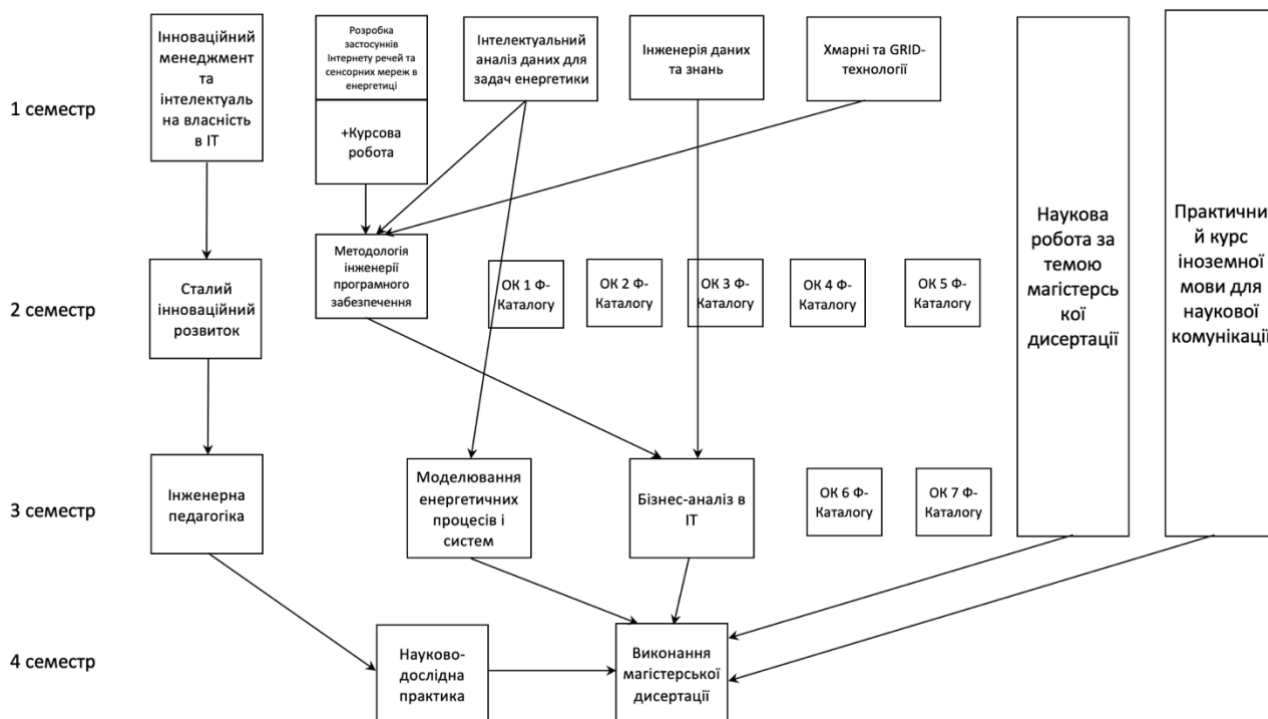 Інноваційний
менеджмент
та
інтелектуаль
на власність
в ІТ
Розробка
застосунків
Інтернету речей та
сенсорних мереж в
енергетиці
+Курсова
робота
Інтелектуальний
аналіз даних для
задач енергетики
Інженерія даних
та знань
Хмарні та GRID-
технології
1 семестр
Наукова
робота за
темою
магістерсь
кої
дисертації
Практични
й курс
іноземної
мови для
наукової
комунікації
2 семестр
Сталий
інноваційний
розвиток
Методологія
інженерії
програмного
забезпечення
ОК 1 Ф-
Каталогу
ОК 2 Ф-
Каталогу
ОК 3 Ф-
Каталогу
ОК 4 Ф-
Каталогу
ОК 5 Ф-
Каталогу
3 семестр
Інженерна
педагогіка
Моделювання
енергетичних
процесів і
систем
Бізнес-аналіз в
ІТ
ОК 6 Ф-
Каталогу
ОК 7 Ф-
Каталогу
4 семестр
Науково-
дослідна
практика
Виконання
магістерської
дисертації